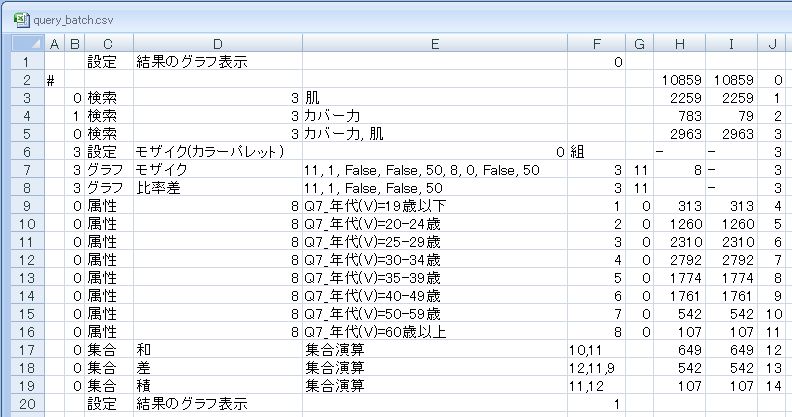 query_batch.csv
A B C D E F G H I J
1 設定 結果のグラフ表示 0
2 # 10859 10859 0
3 0 検索 3 肌 2259 2259 1
4 1 検索 3 カバー力 783 79 2
5 0 検索 3 カバー力, 肌 2963 2963 3
6 3 設定 モザイク(カラーパレット) 0 組 - - 3
7 3 グラフ モザイク 11, 1, False, False, 50, 8, 0, False, 50 3 11 8 - 3
8 3 グラフ 比率差 11, 1, False, False, 50 3 11 - 3
9 0 属性 8 Q7_年代(V)=19歳以下 1 0 313 313 4
10 0 属性 8 Q7_年代(V)=20-24歳 2 0 1260 1260 5
11 0 属性 8 Q7_年代(V)=25-29歳 3 0 2310 2310 6
12 0 属性 8 Q7_年代(V)=30-34歳 4 0 2792 2792 7
13 0 属性 8 Q7_年代(V)=35-39歳 5 0 1774 1774 8
14 0 属性 8 Q7_年代(V)=40-49歳 6 0 1761 1761 9
15 0 属性 8 Q7_年代(V)=50-59歳 7 0 542 542 10
16 0 属性 8 Q7_年代(V)=60歳以上 8 0 107 107 11
17 0 集合 和 集合演算 10,11 649 649 12
18 0 集合 差 集合演算 12,11,9 542 542 13
19 0 集合 積 集合演算 11,12 107 107 14
20 設定 結果のグラフ表示 1